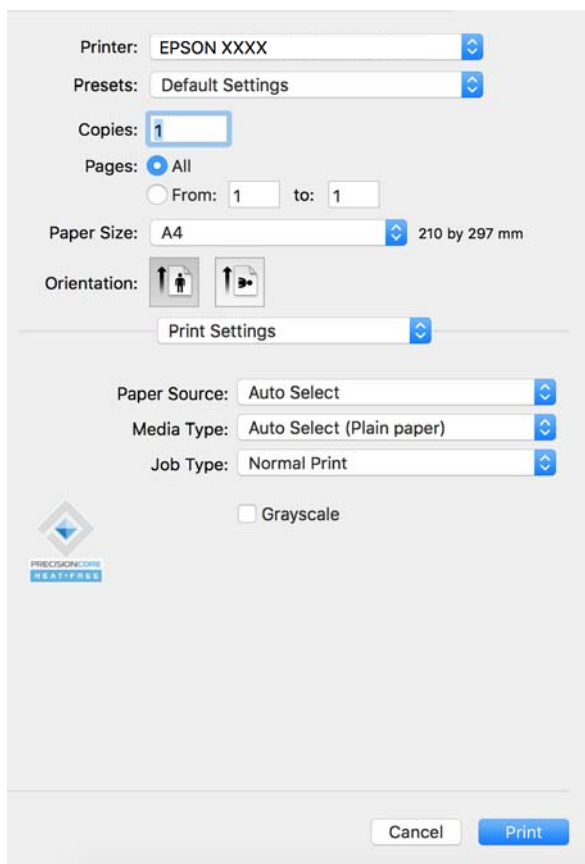 Printer: EPSON XXXX
Presets: Default Settings
Copies: 1
Pages: All
From: 1 to: 1
Paper Size: A4 210 by 297 mm
Orientation:
Print Settings
Paper Source: Auto Select
Media Type: Auto Select (Plain paper)
Job Type: Normal Print
Grayscale
PRECISIONCORE
HEAT-FREE
Cancel Print